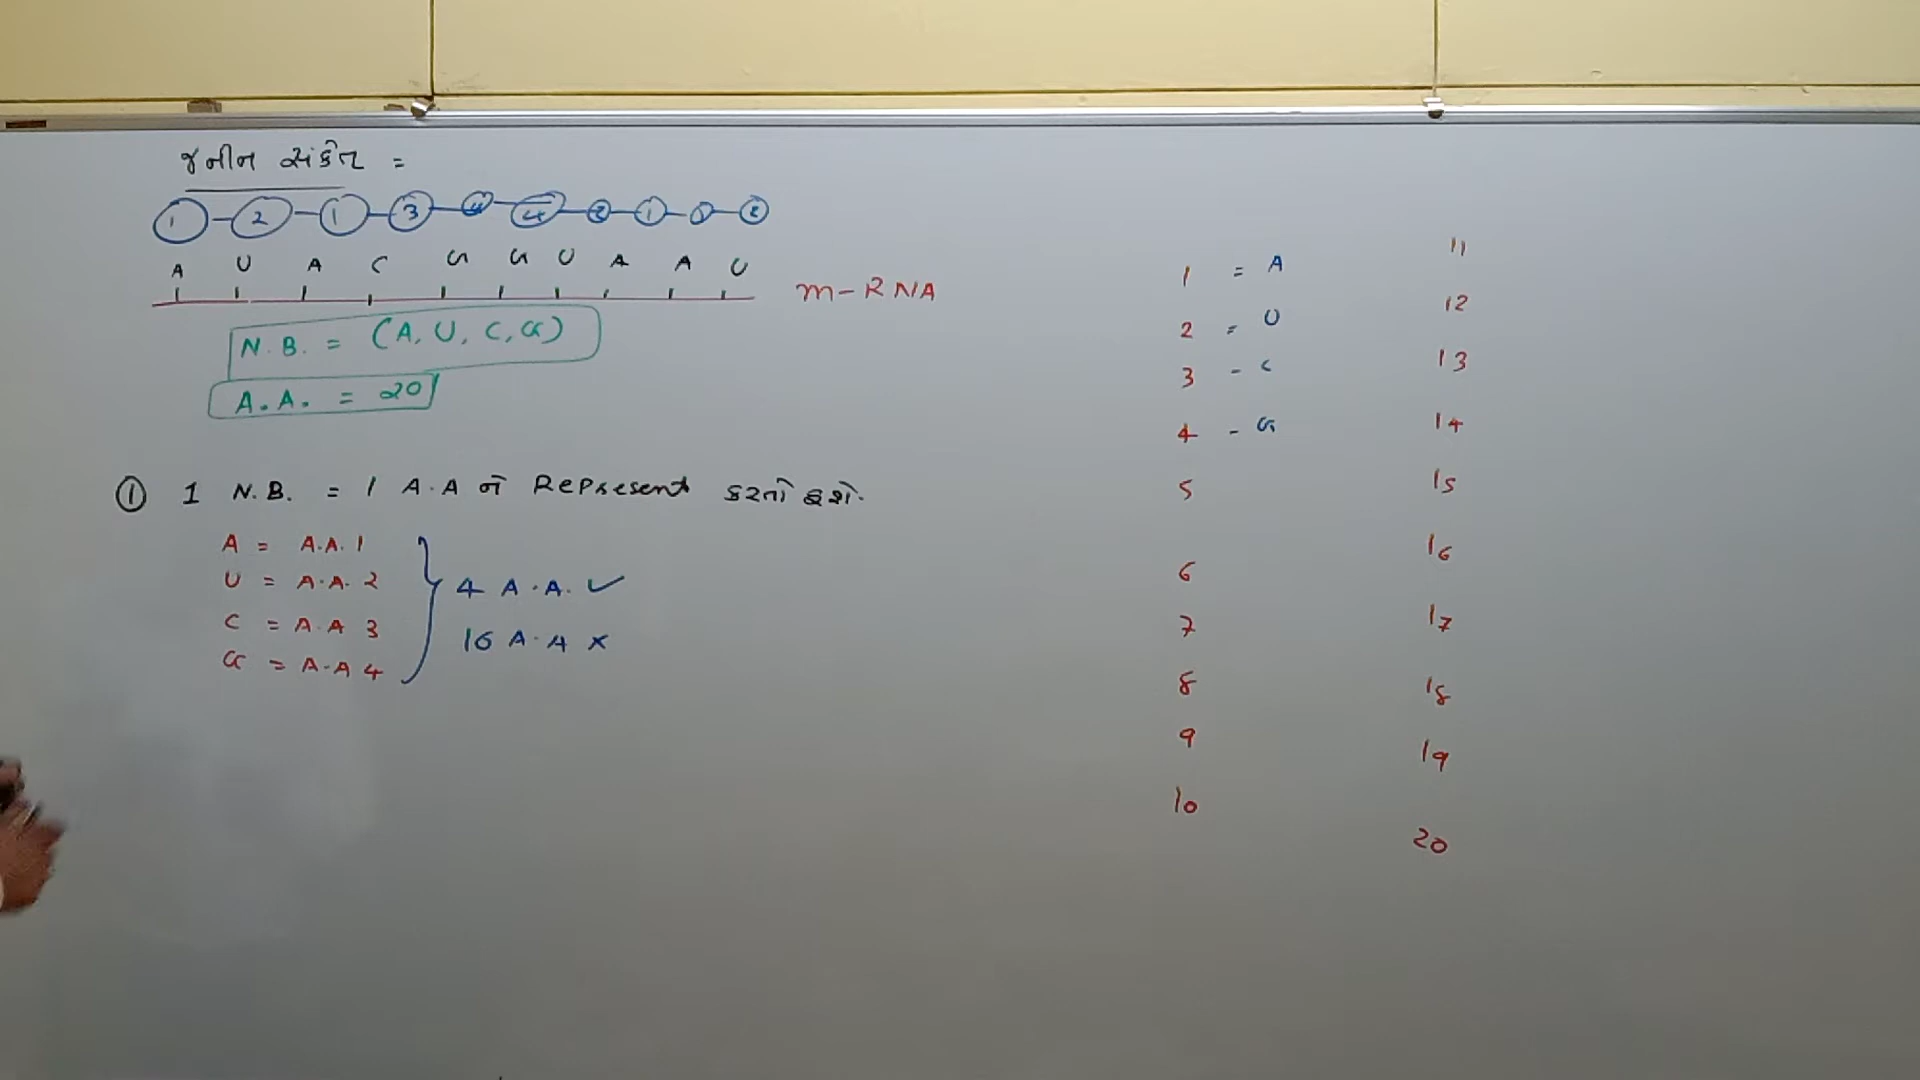 જનીન સંકેત =
1 - 2 - 1 - 3 - 4 - 4 - 2 - 1 - 1 - 2
A U A C G G U A A U
m-RNA
N.B. = (A, U, C, G)
A.A. = 20
① 1 N.B. = 1 A.A ને Represent કરતો હશે.
A = A.A. 1
U = A.A. 2
C = A.A 3
G = A-A 4
4 A.A. ✓
16 A.A ×
1 = A
2 = U
3 - C
4 - G
5
6
7
8
9
10
11
12
13
14
15
16
17
18
19
20